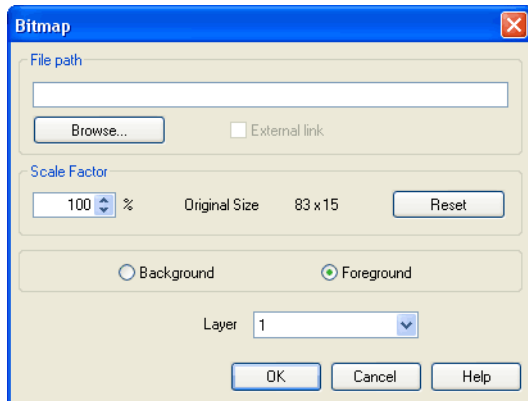 Bitmap
File path
Browse... External link
Scale Factor
100 % Original Size 83 x 15 Reset
Background Foreground
Layer 1
OK Cancel Help